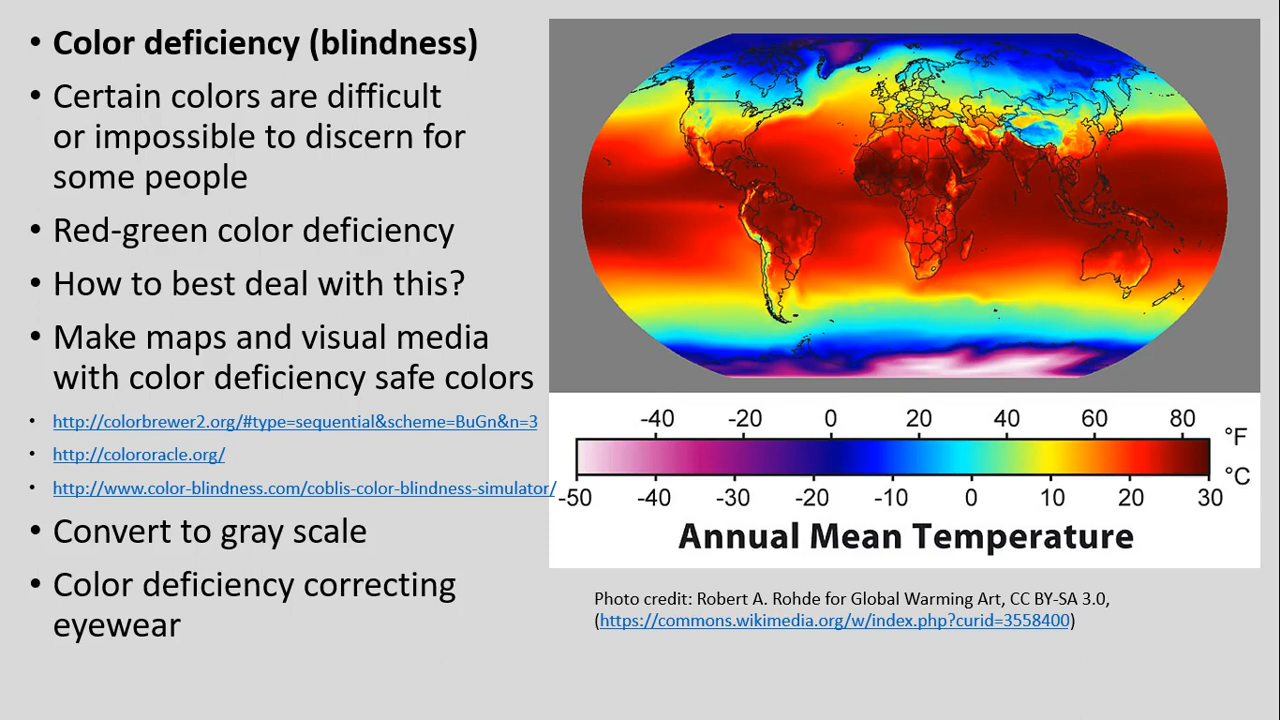 • Color deficiency (blindness)
• Certain colors are difficult
or impossible to discern for
some people
• Red-green color deficiency
• How to best deal with this?
• Make maps and visual media
with color deficiency safe colors
• http://colorbrewer2.org/#type=sequential&scheme=BuGn&n=3
• http://colororacle.org/
• http://www.color-blindness.com/coblis-color-blindness-simulator/
• Convert to gray scale
• Color deficiency correcting
eyewear
-40 -20 0 20 40 60 80
°F
°C
-50 -40 -30 -20 -10 0 10 20 30
Annual Mean Temperature
Photo credit: Robert A. Rohde for Global Warming Art, CC BY-SA 3.0,
(https://commons.wikimedia.org/w/index.php?curid=3558400)